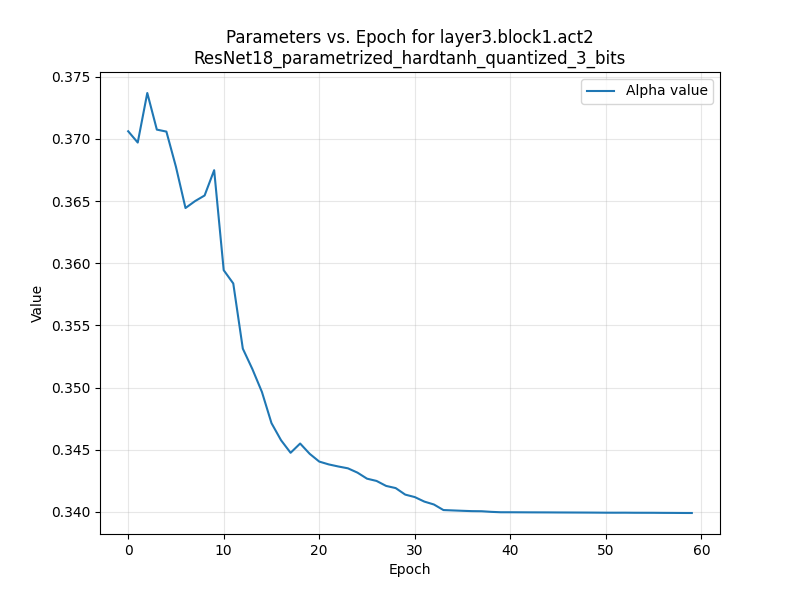 Parameters vs. Epoch for layer3.block1.act2
ResNet18_parametrized_hardtanh_quantized_3_bits
Alpha value
0.375
0.370
0.365
0.360
0.355
0.350
0.345
0.340
Value
0 10 20 30 40 50 60
Epoch